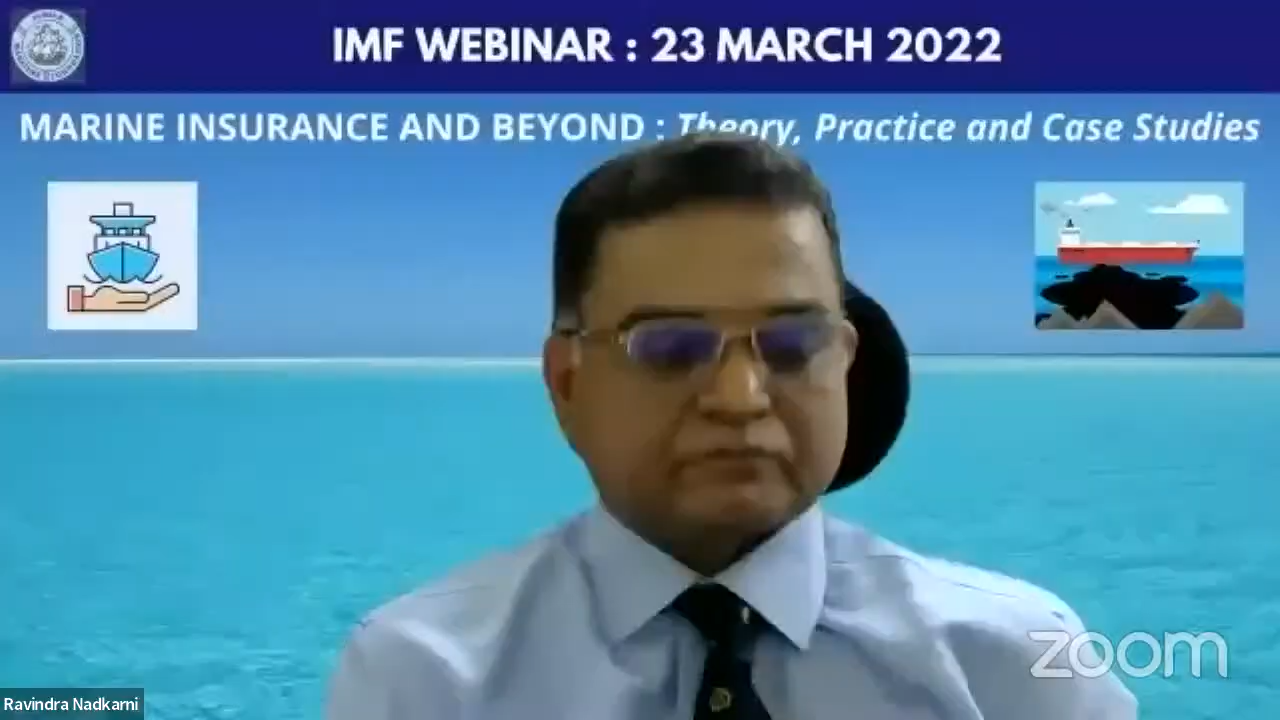 IMF WEBINAR : 23 MARCH 2022
MARINE INSURANCE AND BEYOND : Theory, Practice and Case Studies
zoom
Ravindra Nadkarni